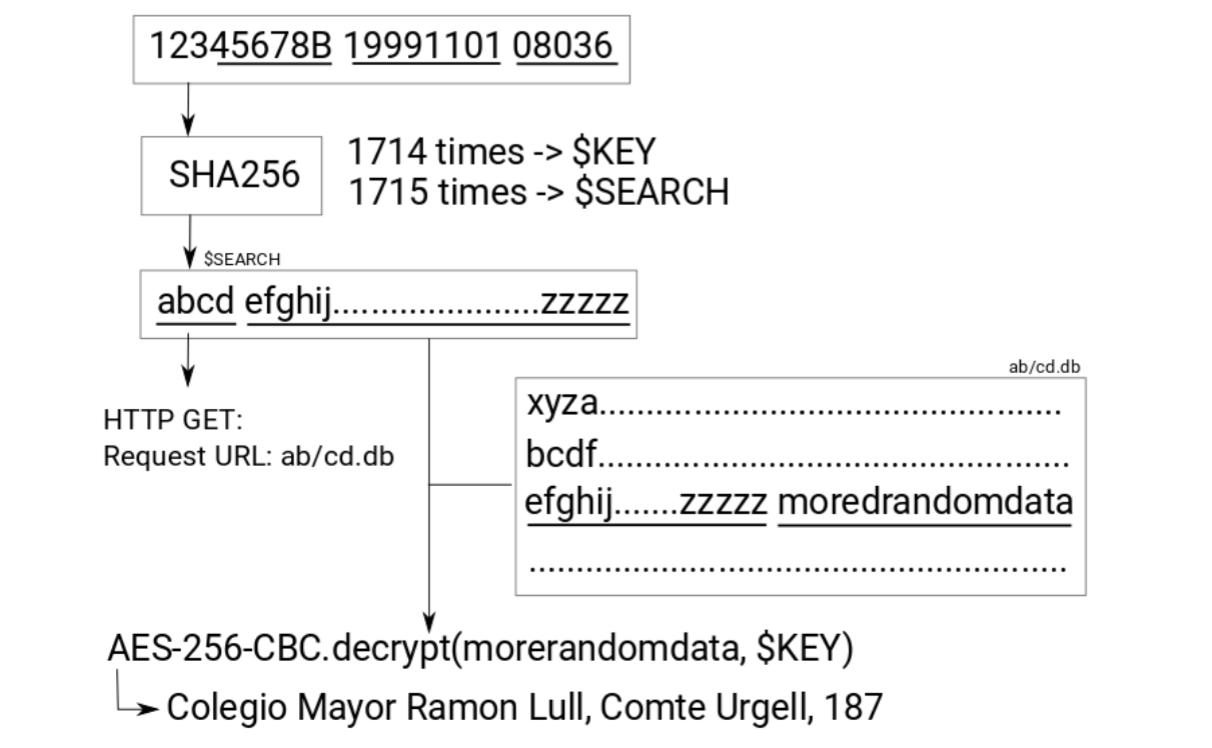 12345678B 19991101 08036
SHA256
1714 times -> $KEY
1715 times -> $SEARCH
$SEARCH
abcd efghij......................zzzzz
HTTP GET:
Request URL: ab/cd.db
ab/cd.db
xyza..................................................
bcdf...................................................
efghij.......zzzzz moredrandomdata
..........................................................
AES-256-CBC.decrypt(morerandomdata, $KEY)
Colegio Mayor Ramon Lull, Comte Urgell, 187